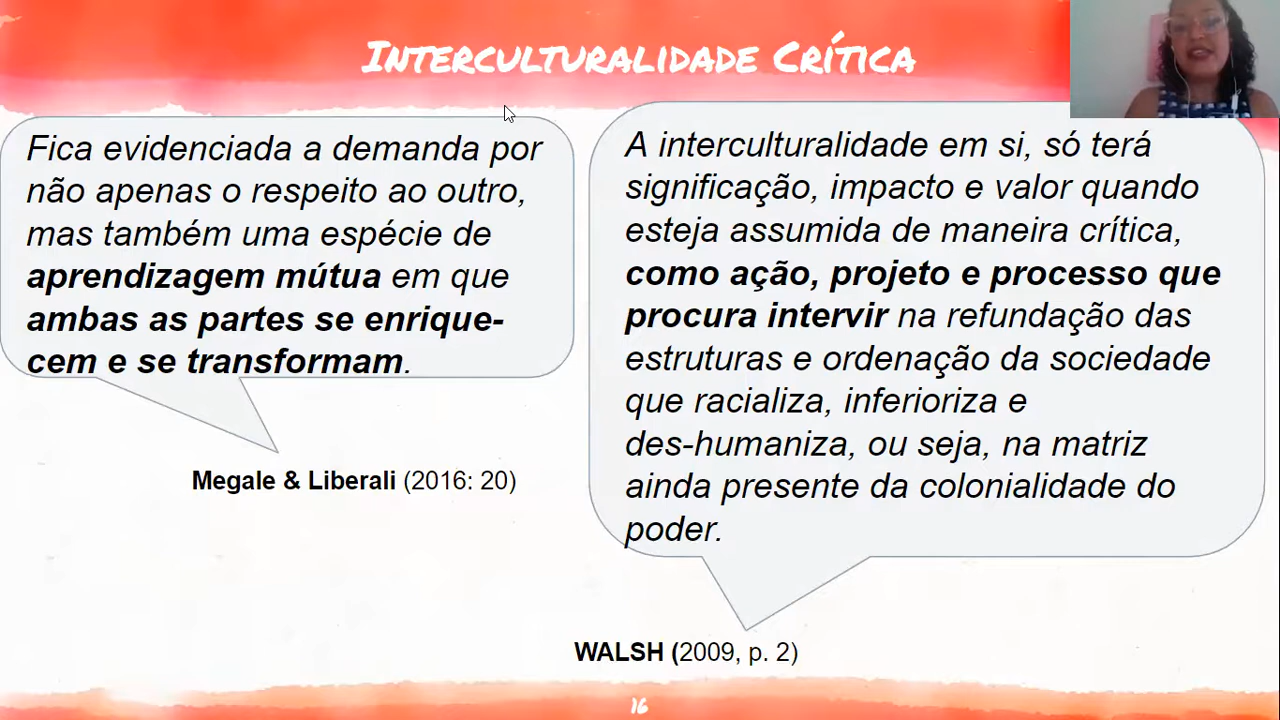 Interculturalidade Crítica
Fica evidenciada a demanda por
não apenas o respeito ao outro,
mas também uma espécie de
aprendizagem mútua em que
ambas as partes se enrique-
cem e se transformam.
Megale & Liberali (2016: 20)
A interculturalidade em si, só terá
significação, impacto e valor quando
esteja assumida de maneira crítica,
como ação, projeto e processo que
procura intervir na refundação das
estruturas e ordenação da sociedade
que racializa, inferioriza e
des-humaniza, ou seja, na matriz
ainda presente da colonialidade do
poder.
WALSH (2009, p. 2)
16